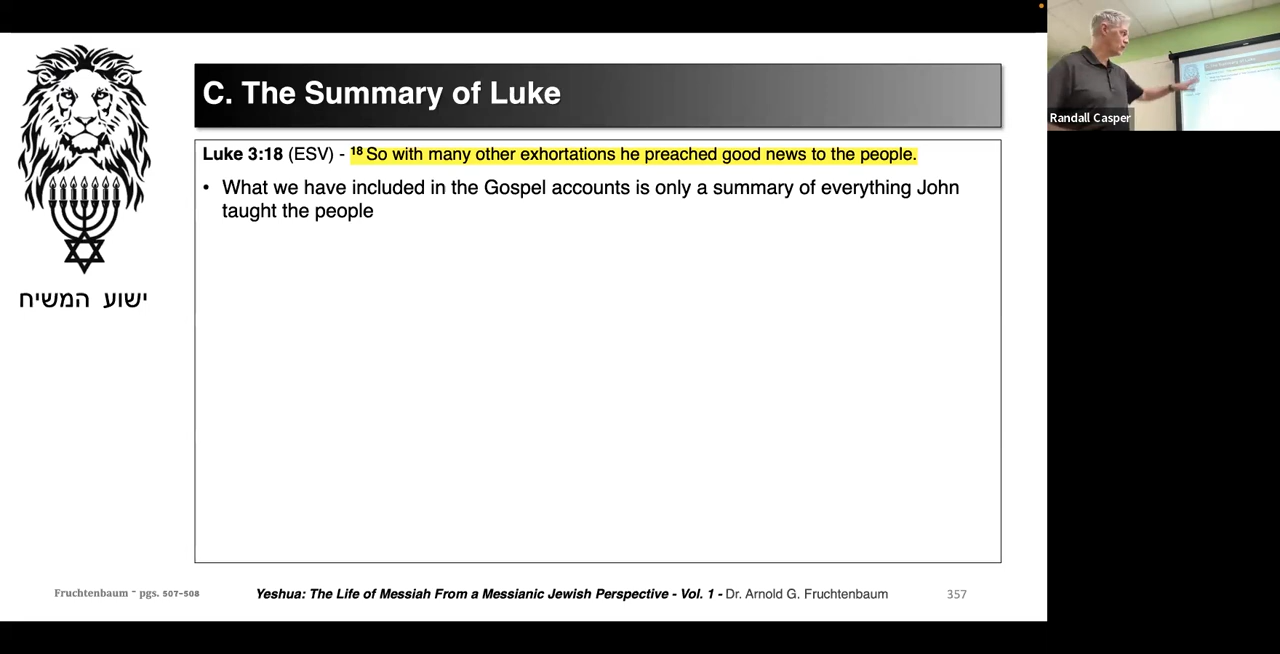 C. The Summary of Luke
Luke 3:18 (ESV) - 18 So with many other exhortations he preached good news to the people.
• What we have included in the Gospel accounts is only a summary of everything John
taught the people
ישוע המשיח
Fruchtenbaum - pgs. 507-508
Yeshua: The Life of Messiah From a Messianic Jewish Perspective - Vol. 1 - Dr. Arnold G. Fruchtenbaum
357
Randall Casper